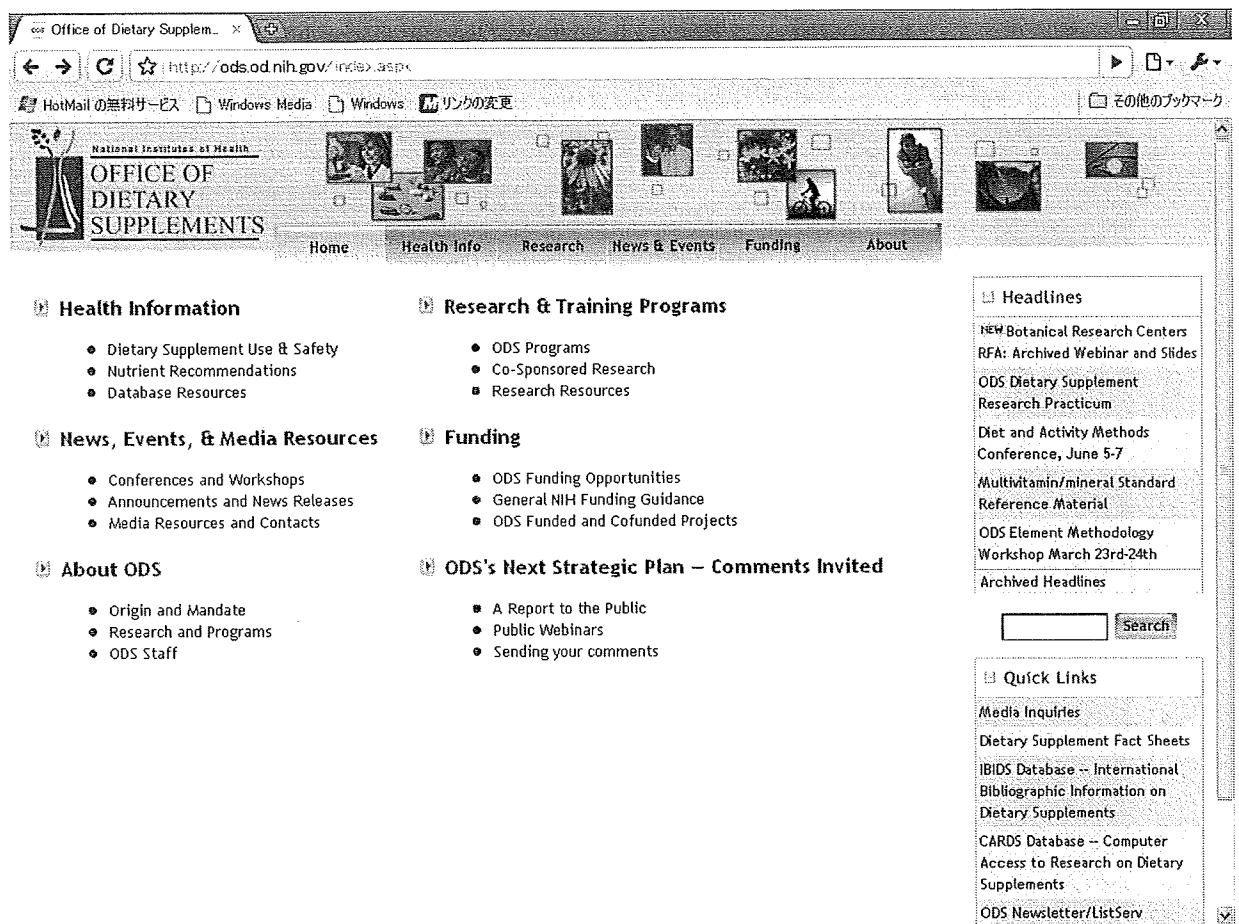 Office of Dietary Supplem...
http://ods.od.nih.gov/index.aspx
HotMail の無料サービス Windows Media Windows リンクの変更 その他のブックマーク
National Institutes of Health
OFFICE OF
DIETARY
SUPPLEMENTS
Home Health Info Research News & Events Funding About
Health Information
Dietary Supplement Use & Safety
Nutrient Recommendations
Database Resources
Research & Training Programs
ODS Programs
Co-Sponsored Research
Research Resources
News, Events, & Media Resources
Conferences and Workshops
Announcements and News Releases
Media Resources and Contacts
Funding
ODS Funding Opportunities
General NIH Funding Guidance
ODS Funded and Cofunded Projects
About ODS
Origin and Mandate
Research and Programs
ODS Staff
ODS's Next Strategic Plan — Comments Invited
A Report to the Public
Public Webinars
Sending your comments
Headlines
NEW Botanical Research Centers
RFA: Archived Webinar and Slides
ODS Dietary Supplement
Research Practicum
Diet and Activity Methods
Conference, June 5-7
Multivitamin/mineral Standard
Reference Material
ODS Element Methodology
Workshop March 23rd-24th
Archived Headlines
Search
Quick Links
Media Inquiries
Dietary Supplement Fact Sheets
IBIDS Database -- International
Bibliographic Information on
Dietary Supplements
CARDS Database -- Computer
Access to Research on Dietary
Supplements
ODS Newsletter/ListServ